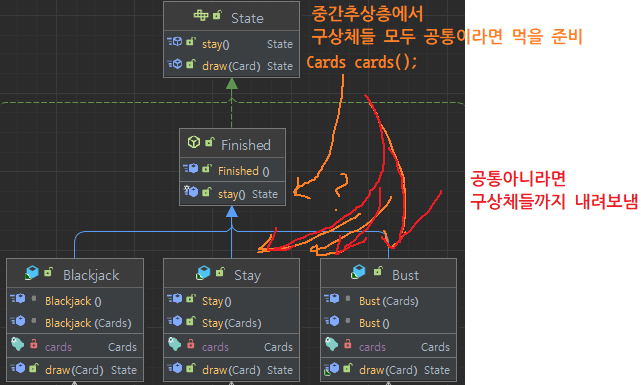 State
stay() State
draw(Card) State
중간추상층에서
구상체들 모두 공통이라면 먹을 준비
Cards cards();
Finished
Finished ()
stay() State
?
공통아니라면
구상체들까지 내려보냄
Blackjack
Blackjack ()
Blackjack (Cards)
cards Cards
draw(Card) State
Stay
Stay()
Stay(Cards)
cards Cards
draw(Card) State
Bust
Bust (Cards)
Bust ()
cards Cards
draw(Card) State